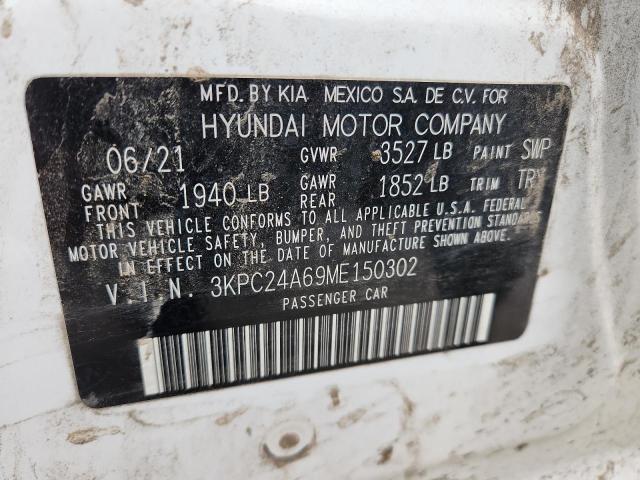 MFD. BY KIA MEXICO S.A. DE C.V. FOR
HYUNDAI MOTOR COMPANY
06/21 GVWR 3527 LB PAINT SWP
GAWR FRONT 1940 LB GAWR REAR 1852 LB TRIM TRY
THIS VEHICLE CONFORMS TO ALL APPLICABLE U.S.A. FEDERAL
MOTOR VEHICLE SAFETY, BUMPER, AND THEFT PREVENTION STANDARDS
IN EFFECT ON THE DATE OF MANUFACTURE SHOWN ABOVE.
V.I.N. 3KPC24A69ME150302
PASSENGER CAR